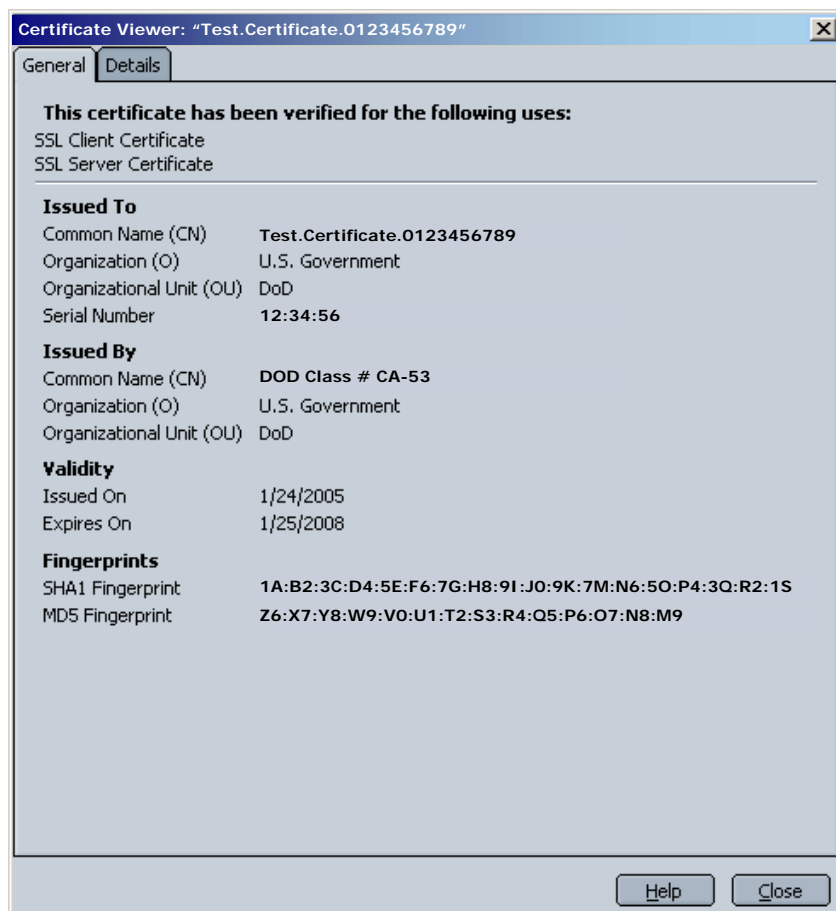 Certificate Viewer: “Test.Certificate.0123456789”
General Details
This certificate has been verified for the following uses:
SSL Client Certificate
SSL Server Certificate
Issued To
Common Name (CN) Test.Certificate.0123456789
Organization (O) U.S. Government
Organizational Unit (OU) DoD
Serial Number 12:34:56
Issued By
Common Name (CN) DOD Class # CA-53
Organization (O) U.S. Government
Organizational Unit (OU) DoD
Validity
Issued On 1/24/2005
Expires On 1/25/2008
Fingerprints
SHA1 Fingerprint 1A:B2:3C:D4:5E:F6:7G:H8:9I:J0:9K:7M:N6:5O:P4:3Q:R2:1S
MD5 Fingerprint Z6:X7:Y8:W9:V0:U1:T2:S3:R4:Q5:P6:O7:N8:M9
Help Close